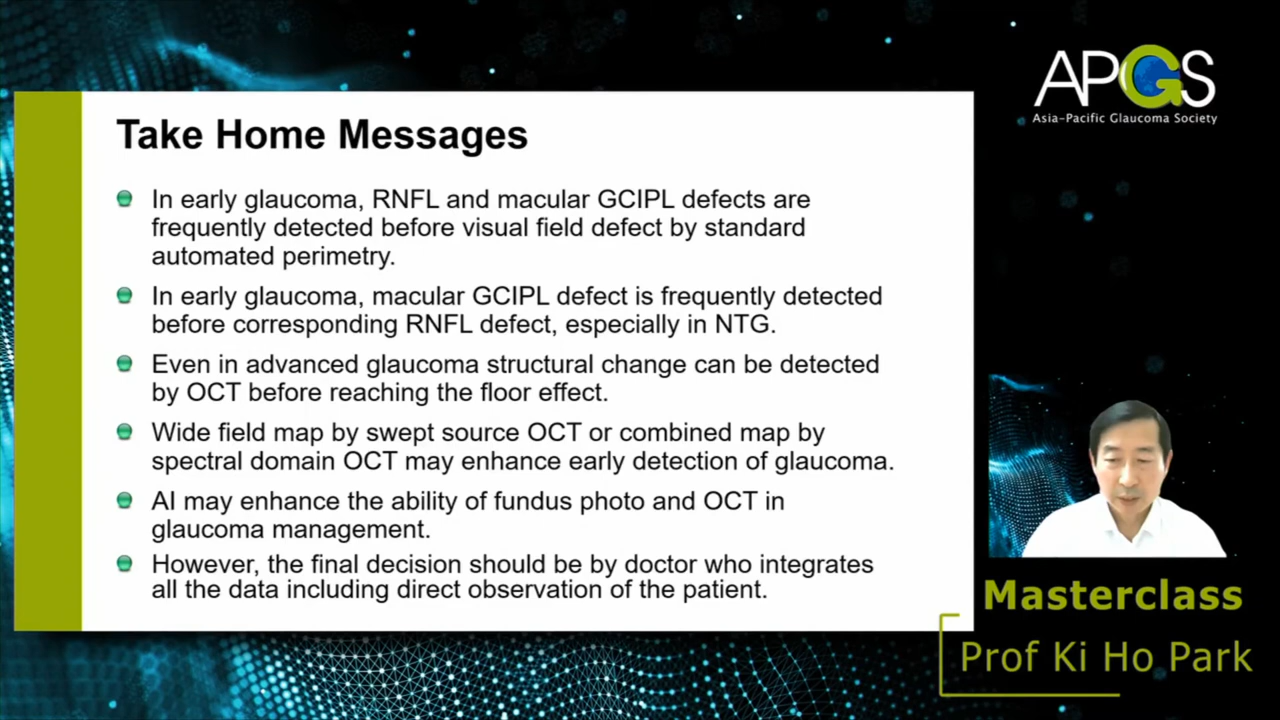 Take Home Messages
In early glaucoma, RNFL and macular GCIPL defects are
frequently detected before visual field defect by standard
automated perimetry.
In early glaucoma, macular GCIPL defect is frequently detected
before corresponding RNFL defect, especially in NTG.
Even in advanced glaucoma structural change can be detected
by OCT before reaching the floor effect.
Wide field map by swept source OCT or combined map by
spectral domain OCT may enhance early detection of glaucoma.
AI may enhance the ability of fundus photo and OCT in
glaucoma management.
However, the final decision should be by doctor who integrates
all the data including direct observation of the patient.
APGS
Asia-Pacific Glaucoma Society
Masterclass
Prof Ki Ho Park